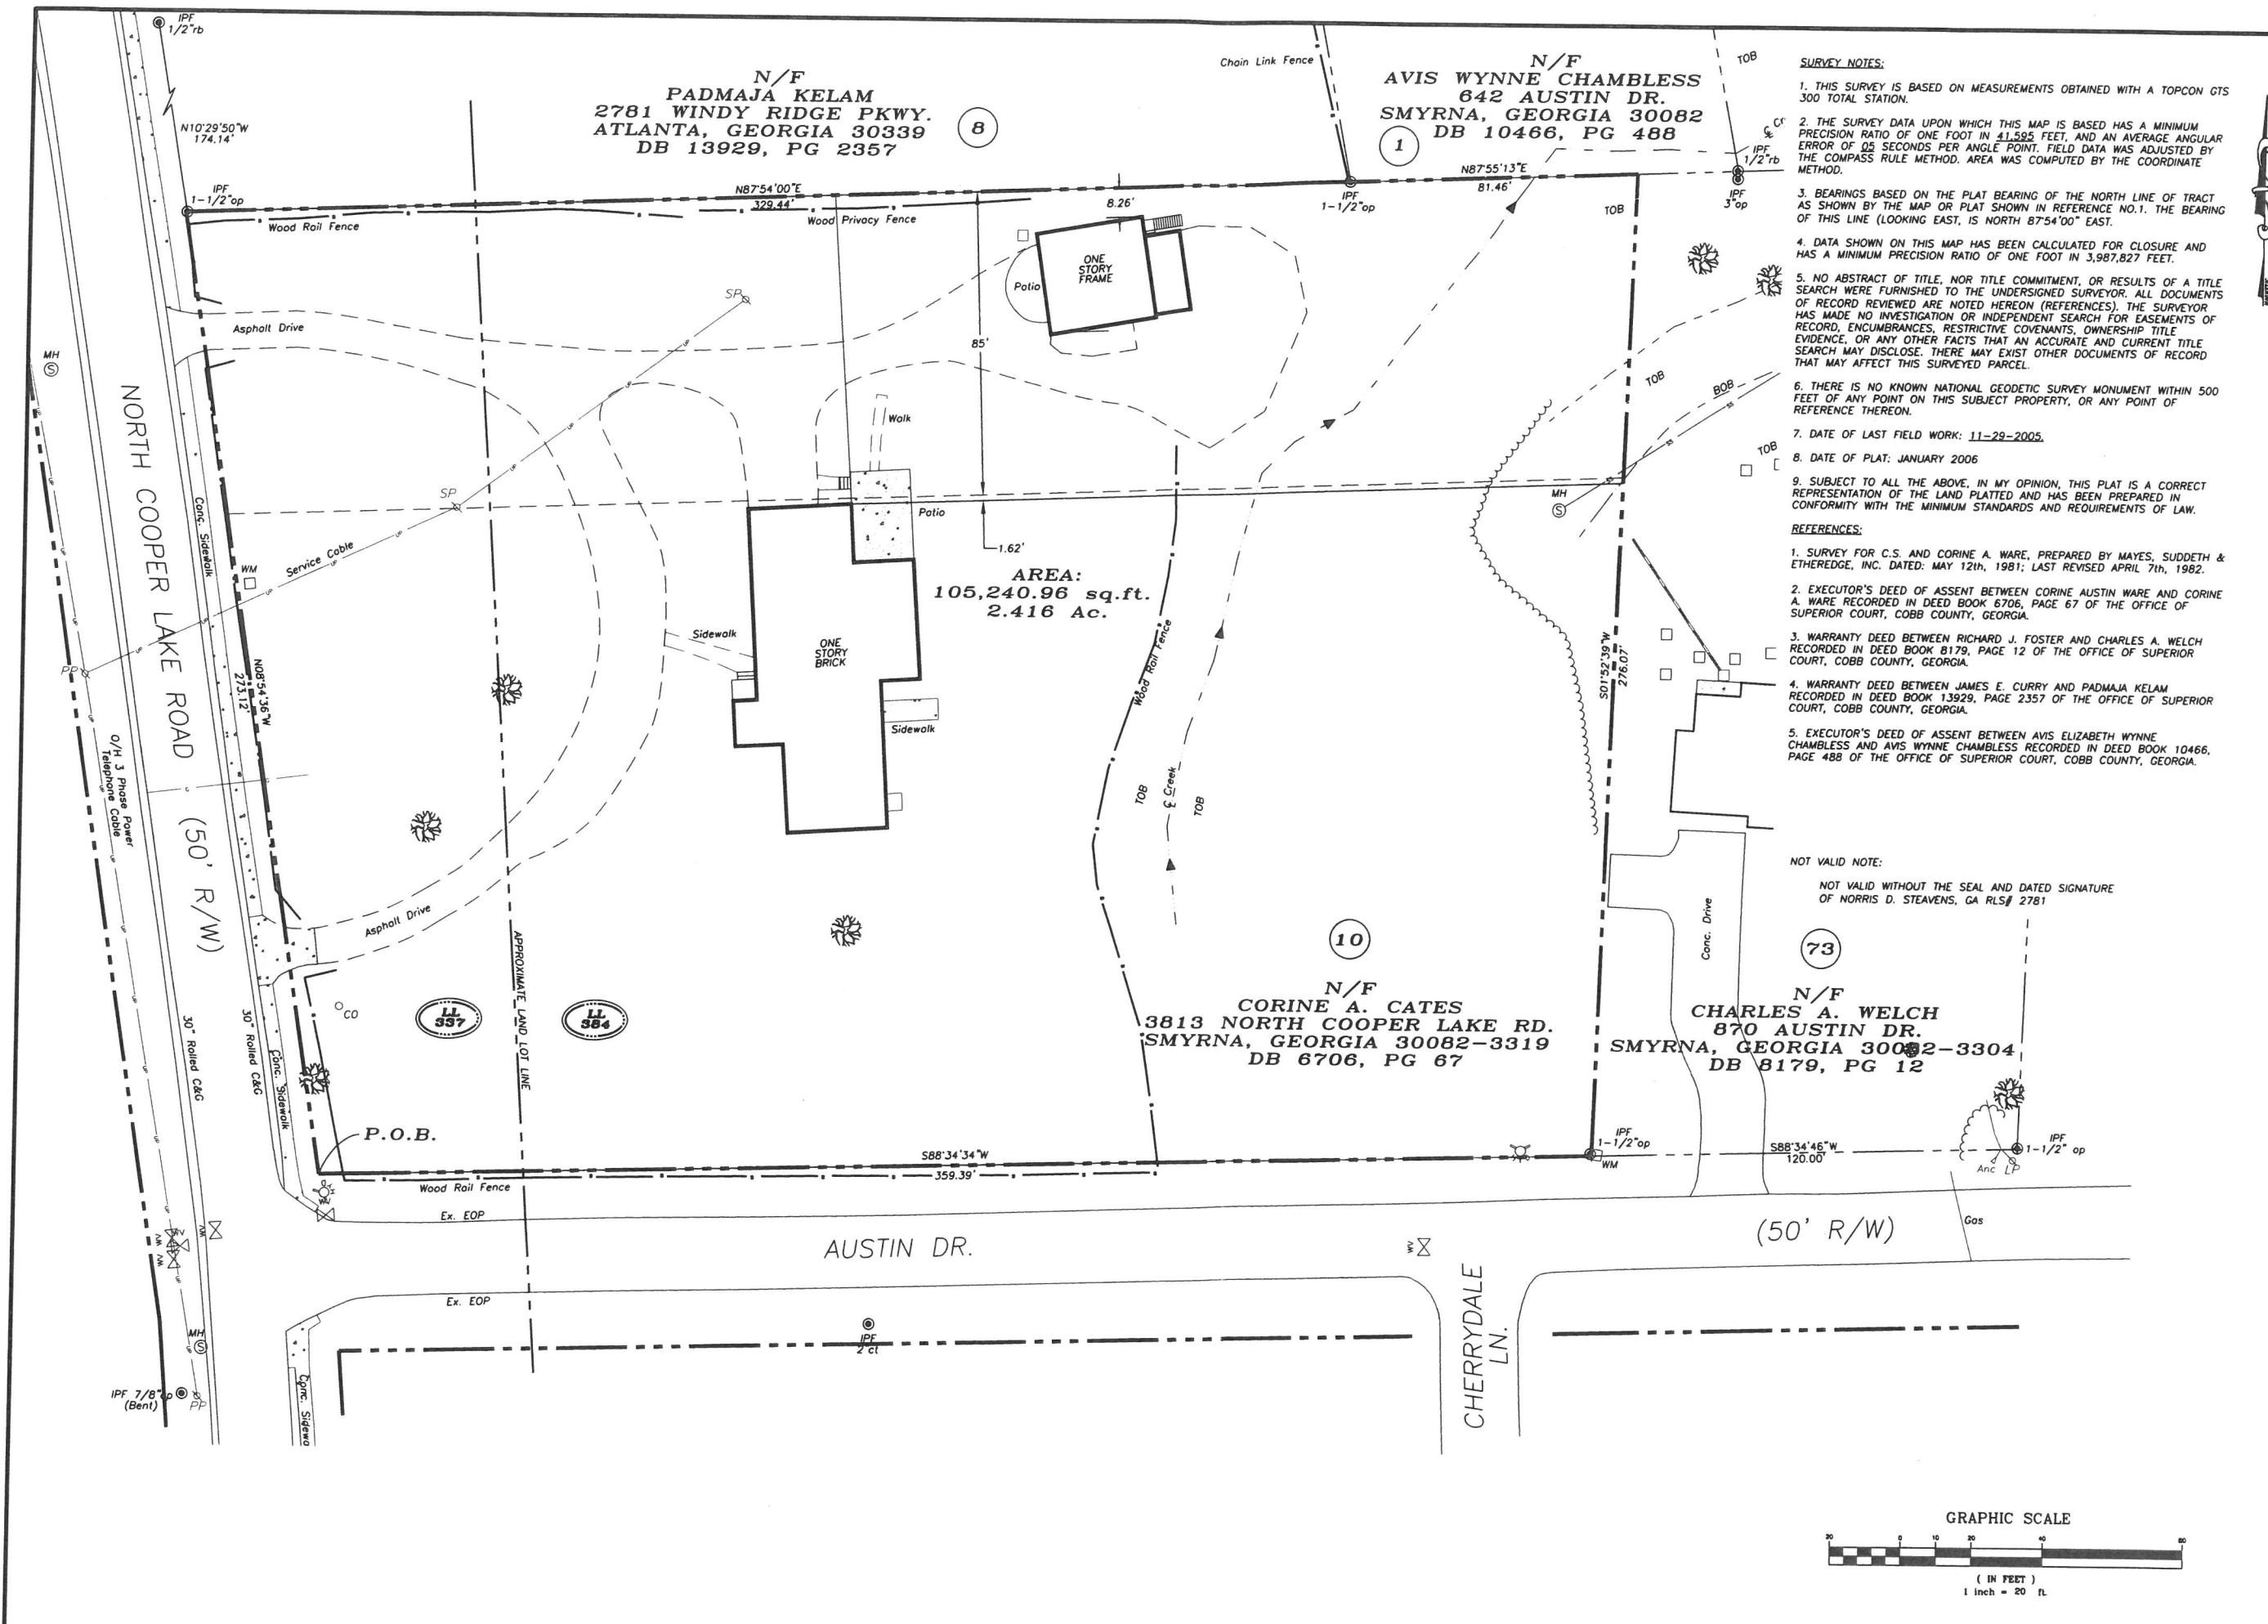 IPF
1/2"rb
N10°29'50"W
174.14'
IPF
1-1/2"op
N/F
PADMAJA KELAM
2781 WINDY RIDGE PKWY.
ATLANTA, GEORGIA 30339
DB 13929, PG 2357
8
Chain Link Fence
N/F
AVIS WYNNE CHAMBLESS
642 AUSTIN DR.
SMYRNA, GEORGIA 30082
DB 10466, PG 488
1
TOB
IPF
1/2"rb
IPF
3"op
N87°54'00"E
329.44'
Wood Rail Fence
Wood Privacy Fence
8.26'
IPF
1-1/2"op
N87°55'13"E
81.46'
TOB
ONE
STORY
FRAME
Patio
SP
Asphalt Drive
85'
MH
S
Walk
TOB
BOB
TOB
SP
Patio
1.62'
MH
S
NORTH COOPER LAKE ROAD (50' R/W)
Conc. Sidewalk
WM
Service Cable
AREA:
105,240.96 sq.ft.
2.416 Ac.
Sidewalk
ONE
STORY
BRICK
Wood Rail Fence
PP
N08°54'36"W
273.12'
S01°52'39"W
276.07'
Sidewalk
O/H 3 Phase Power
Telephone Cable
TOB
Creek
TOB
Asphalt Drive
APPROXIMATE LAND LOT LINE
10
Conc. Drive
73
CO
LL
337
LL
384
N/F
CORINE A. CATES
3813 NORTH COOPER LAKE RD.
SMYRNA, GEORGIA 30082-3319
DB 6706, PG 67
N/F
CHARLES A. WELCH
870 AUSTIN DR.
SMYRNA, GEORGIA 30082-3304
DB 8179, PG 12
30" Rolled C&G
30" Rolled C&G
Conc. Sidewalk
P.O.B.
S88°34'34"W
359.39'
IPF
1-1/2"op
WM
S88°34'46"W
120.00'
IPF
1-1/2" op
Anc
LP
Wood Rail Fence
Ex. EOP
AUSTIN DR.
WV
(50' R/W)
Gas
Ex. EOP
CHERRYDALE
LN.
MH
S
IPF
2"ct
IPF 7/8"
(Bent)
PP
Conc. Sidewa
SURVEY NOTES:
1. THIS SURVEY IS BASED ON MEASUREMENTS OBTAINED WITH A TOPCON GTS
300 TOTAL STATION.
2. THE SURVEY DATA UPON WHICH THIS MAP IS BASED HAS A MINIMUM
PRECISION RATIO OF ONE FOOT IN 41,595 FEET, AND AN AVERAGE ANGULAR
ERROR OF 05 SECONDS PER ANGLE POINT. FIELD DATA WAS ADJUSTED BY
THE COMPASS RULE METHOD. AREA WAS COMPUTED BY THE COORDINATE
METHOD.
3. BEARINGS BASED ON THE PLAT BEARING OF THE NORTH LINE OF TRACT
AS SHOWN BY THE MAP OR PLAT SHOWN IN REFERENCE NO.1. THE BEARING
OF THIS LINE (LOOKING EAST, IS NORTH 87°54'00" EAST.
4. DATA SHOWN ON THIS MAP HAS BEEN CALCULATED FOR CLOSURE AND
HAS A MINIMUM PRECISION RATIO OF ONE FOOT IN 3,987,827 FEET.
5. NO ABSTRACT OF TITLE, NOR TITLE COMMITMENT, OR RESULTS OF A TITLE
SEARCH WERE FURNISHED TO THE UNDERSIGNED SURVEYOR. ALL DOCUMENTS
OF RECORD REVIEWED ARE NOTED HEREON (REFERENCES). THE SURVEYOR
HAS MADE NO INVESTIGATION OR INDEPENDENT SEARCH FOR EASEMENTS OF
RECORD, ENCUMBRANCES, RESTRICTIVE COVENANTS, OWNERSHIP TITLE
EVIDENCE, OR ANY OTHER FACTS THAT AN ACCURATE AND CURRENT TITLE
SEARCH MAY DISCLOSE. THERE MAY EXIST OTHER DOCUMENTS OF RECORD
THAT MAY AFFECT THIS SURVEYED PARCEL.
6. THERE IS NO KNOWN NATIONAL GEODETIC SURVEY MONUMENT WITHIN 500
FEET OF ANY POINT ON THIS SUBJECT PROPERTY, OR ANY POINT OF
REFERENCE THEREON.
7. DATE OF LAST FIELD WORK: 11-29-2005.
8. DATE OF PLAT: JANUARY 2006
9. SUBJECT TO ALL THE ABOVE, IN MY OPINION, THIS PLAT IS A CORRECT
REPRESENTATION OF THE LAND PLATTED AND HAS BEEN PREPARED IN
CONFORMITY WITH THE MINIMUM STANDARDS AND REQUIREMENTS OF LAW.
REFERENCES:
1. SURVEY FOR C.S. AND CORINE A. WARE, PREPARED BY MAYES, SUDDETH &
ETHEREDGE, INC. DATED: MAY 12th, 1981; LAST REVISED APRIL 7th, 1982.
2. EXECUTOR'S DEED OF ASSENT BETWEEN CORINE AUSTIN WARE AND CORINE
A. WARE RECORDED IN DEED BOOK 6706, PAGE 67 OF THE OFFICE OF
SUPERIOR COURT, COBB COUNTY, GEORGIA.
3. WARRANTY DEED BETWEEN RICHARD J. FOSTER AND CHARLES A. WELCH
RECORDED IN DEED BOOK 8179, PAGE 12 OF THE OFFICE OF SUPERIOR
COURT, COBB COUNTY, GEORGIA.
4. WARRANTY DEED BETWEEN JAMES E. CURRY AND PADMAJA KELAM
RECORDED IN DEED BOOK 13929, PAGE 2357 OF THE OFFICE OF SUPERIOR
COURT, COBB COUNTY, GEORGIA.
5. EXECUTOR'S DEED OF ASSENT BETWEEN AVIS ELIZABETH WYNNE
CHAMBLESS AND AVIS WYNNE CHAMBLESS RECORDED IN DEED BOOK 10466,
PAGE 488 OF THE OFFICE OF SUPERIOR COURT, COBB COUNTY, GEORGIA.
NOT VALID NOTE:
NOT VALID WITHOUT THE SEAL AND DATED SIGNATURE
OF NORRIS D. STEAVENS, GA RLS# 2781
GRAPHIC SCALE
20 0 10 20 40 60
( IN FEET )
1 inch = 20 ft.